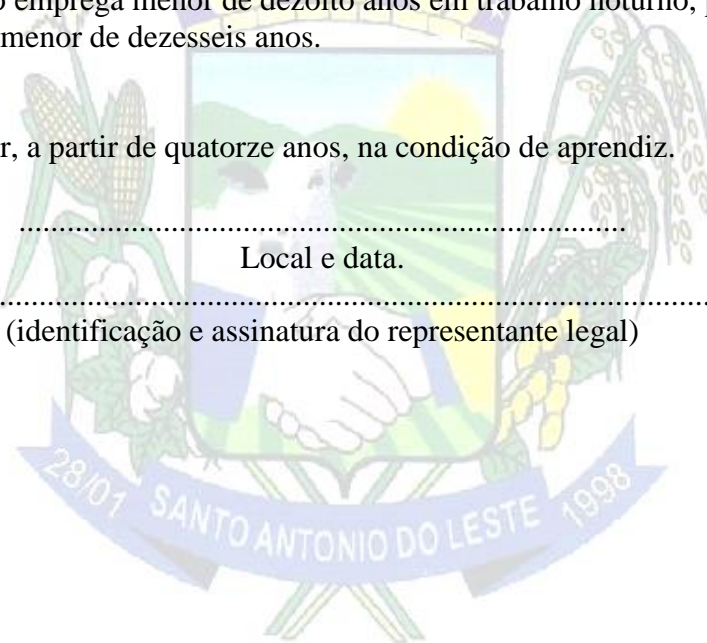 emprega menor de dezoito anos em trabalho noturno,
menor de dezesseis anos.
r, a partir de quatorze anos, na condição de aprendiz.
............................................................................
Local e data.
..........................................................................................
(identificação e assinatura do representante legal)
28/01 SANTO ANTONIO DO LESTE 1998